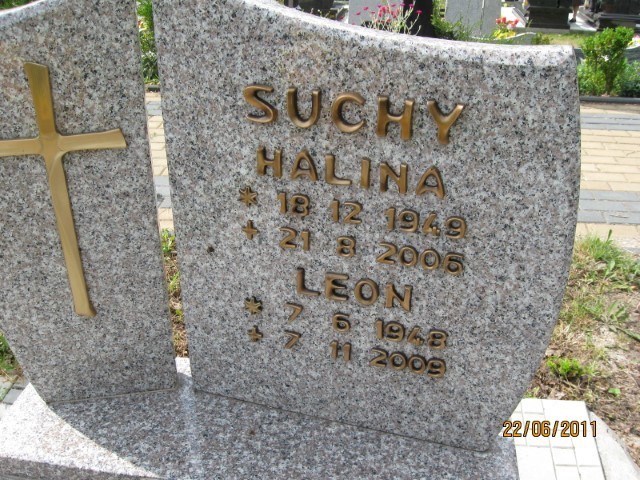 SUCHY
HALINA
* 18 12 1949
+ 21 8 2006
LEON
* 7 6 1948
+ 7 11 2009
22/06/2011